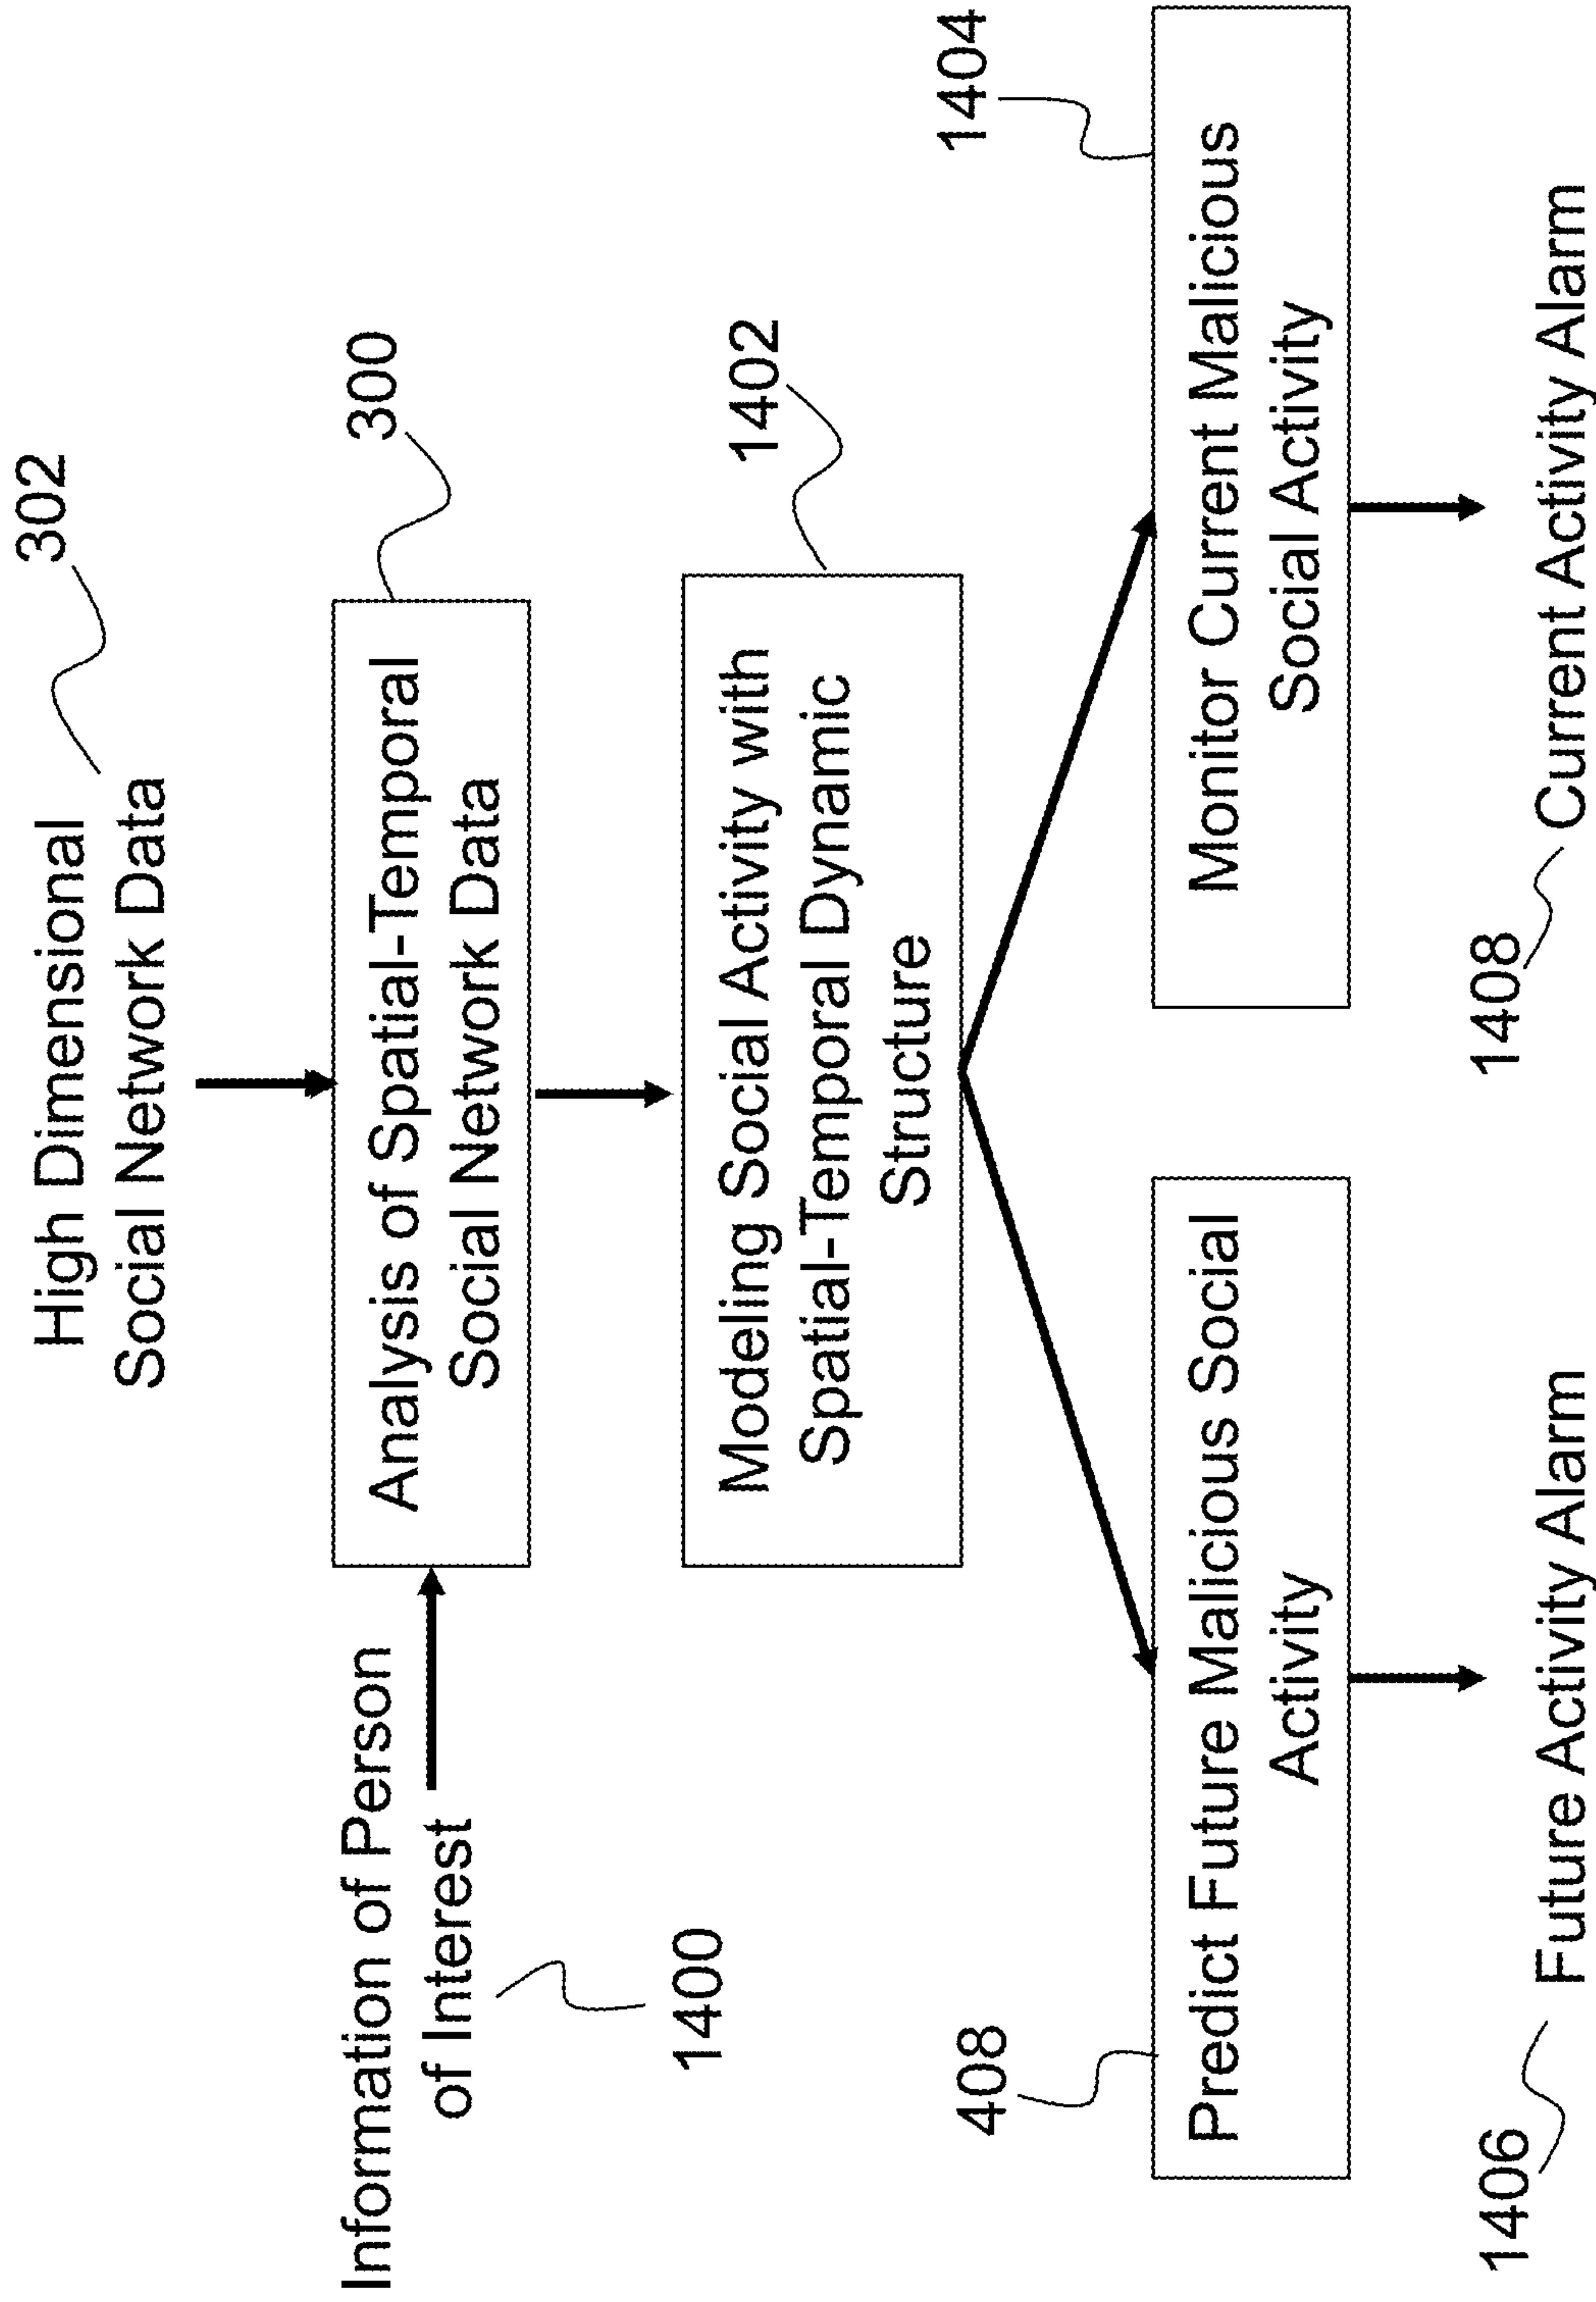 High Dimensional
Social Network Data
302
Information of Person
of Interest
1400
Analysis of Spatial-Temporal
Social Network Data
300
Modeling Social Activity with
Spatial-Temporal Dynamic
Structure
1402
408
Predict Future Malicious Social
Activity
1404
Monitor Current Malicious
Social Activity
1406
Future Activity Alarm
1408
Current Activity Alarm